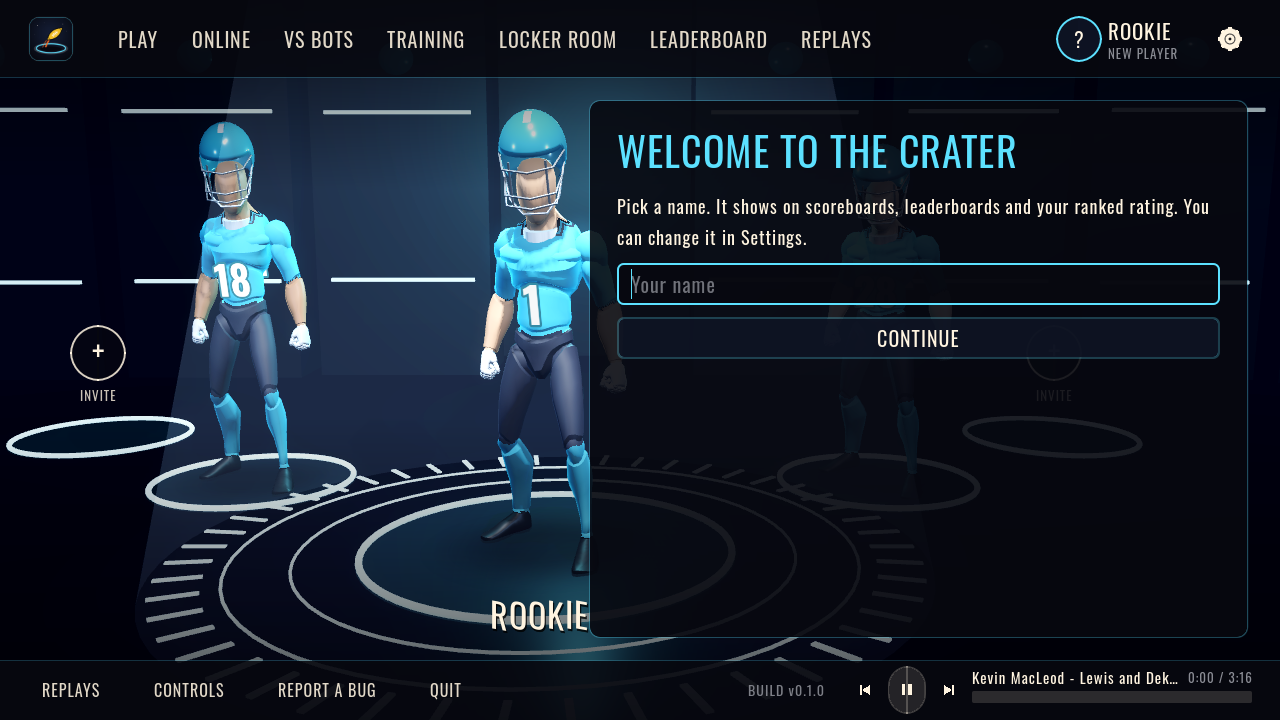 PLAY ONLINE VS BOTS TRAINING LOCKER ROOM LEADERBOARD REPLAYS
? ROOKIE
NEW PLAYER
WELCOME TO THE CRATER
Pick a name. It shows on scoreboards, leaderboards and your ranked rating. You
can change it in Settings.
Your name
CONTINUE
18
1
+
INVITE
INVITE
ROOKIE
REPLAYS CONTROLS REPORT A BUG QUIT
BUILD v0.1.0
Kevin MacLeod - Lewis and Dek... 0:00 / 3:16